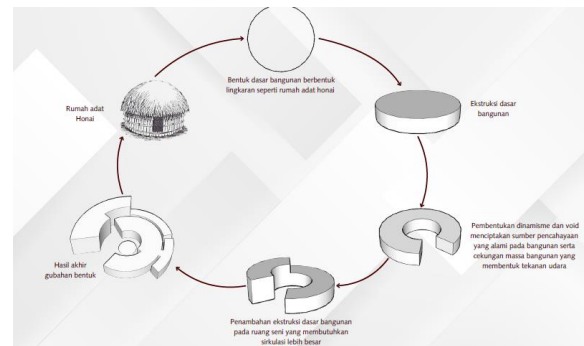 Bentuk dasar bangunan berbentuk
lingkaran seperti rumah adat honai
Ekstruksi dasar
bangunan
Pembentukan dinamisme dan void
menciptakan sumber pencahayaan
yang alami pada bangunan serta
cekungan massa bangunan yang
membentuk tekanan udara
Penambahan ekstruksi dasar bangunan
pada ruang seni yang membutuhkan
sirkulasi lebih besar
Hasil akhir
gubahan bentuk
Rumah adat
Honai